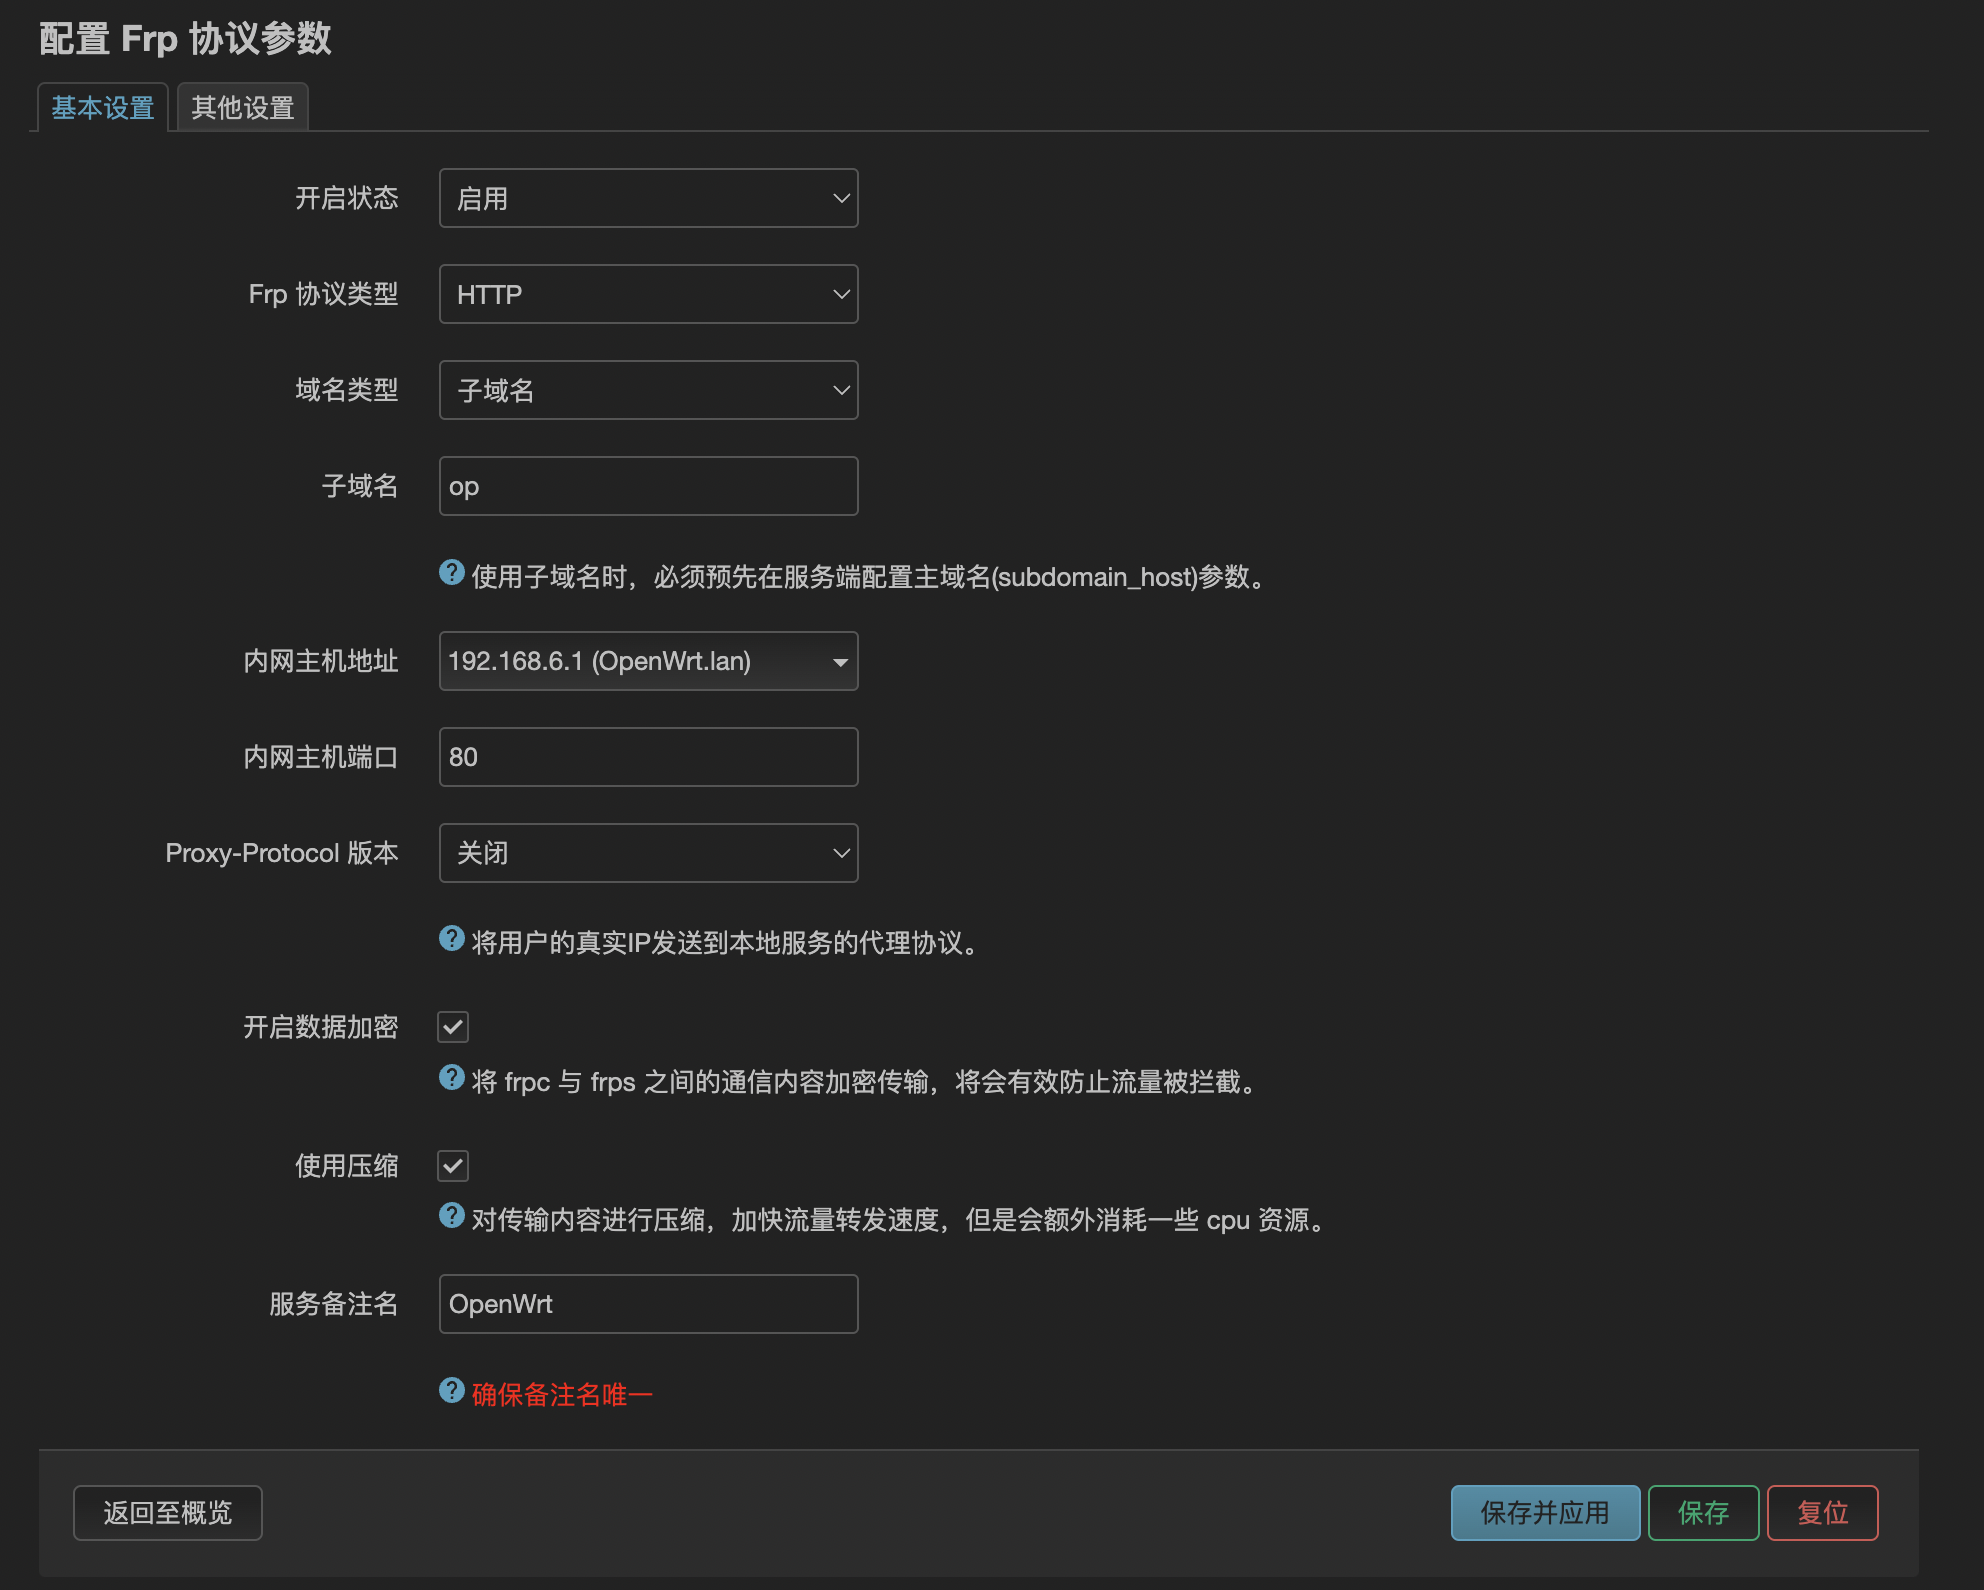 配置 Frp 协议参数
基本设置 其他设置
开启状态 启用
Frp 协议类型 HTTP
域名类型 子域名
子域名 op
使用子域名时，必须预先在服务端配置主域名(subdomain_host)参数。
内网主机地址 192.168.6.1 (OpenWrt.lan)
内网主机端口 80
Proxy-Protocol 版本 关闭
将用户的真实IP发送到本地服务的代理协议。
开启数据加密
将 frpc 与 frps 之间的通信内容加密传输，将会有效防止流量被拦截。
使用压缩
对传输内容进行压缩，加快流量转发速度，但是会额外消耗一些 cpu 资源。
服务备注名 OpenWrt
确保备注名唯一
返回至概览 保存并应用 保存 复位